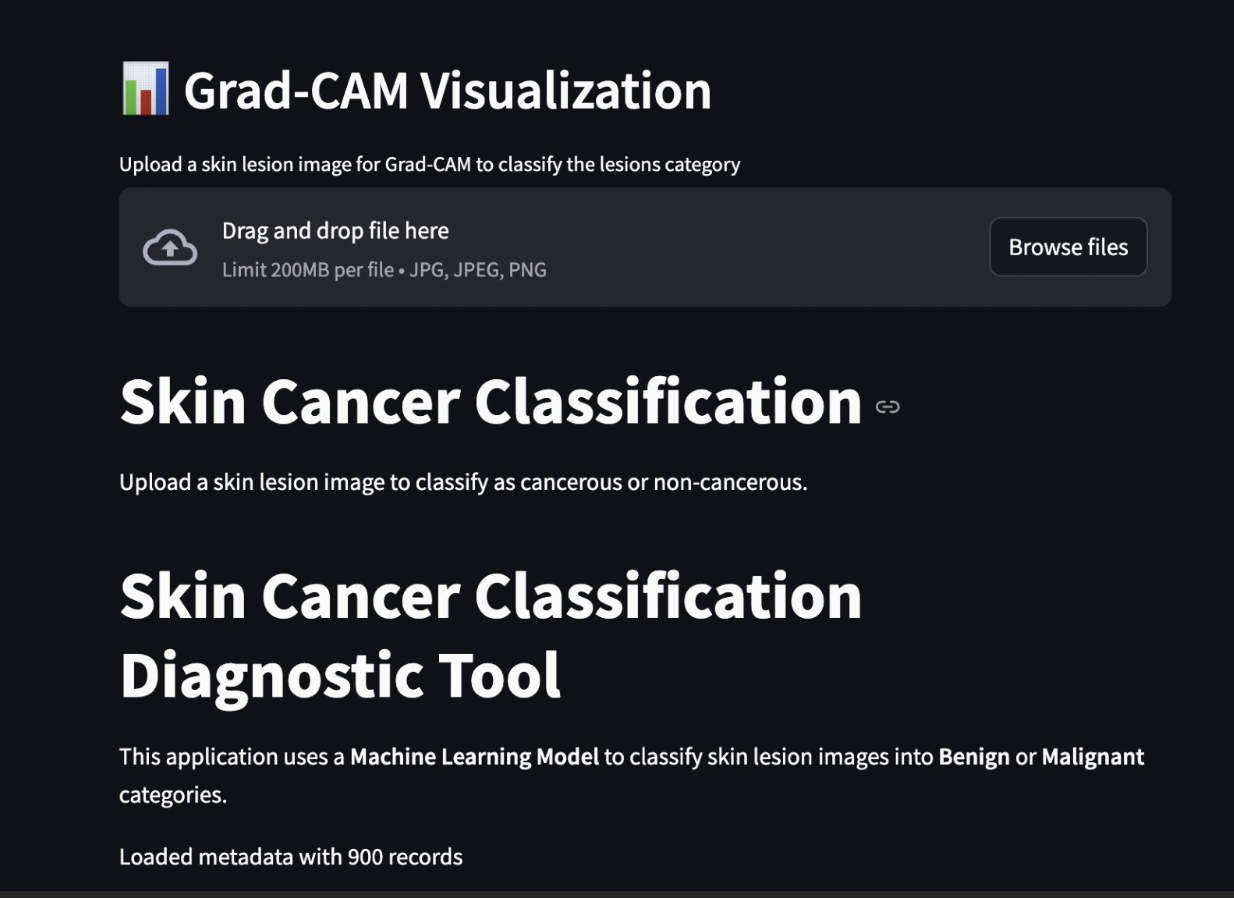 Grad-CAM Visualization
Upload a skin lesion image for Grad-CAM to classify the lesions category
Drag and drop file here
Limit 200MB per file • JPG, JPEG, PNG
Browse files
Skin Cancer Classification
Upload a skin lesion image to classify as cancerous or non-cancerous.
Skin Cancer Classification
Diagnostic Tool
This application uses a Machine Learning Model to classify skin lesion images into Benign or Malignant
categories.
Loaded metadata with 900 records